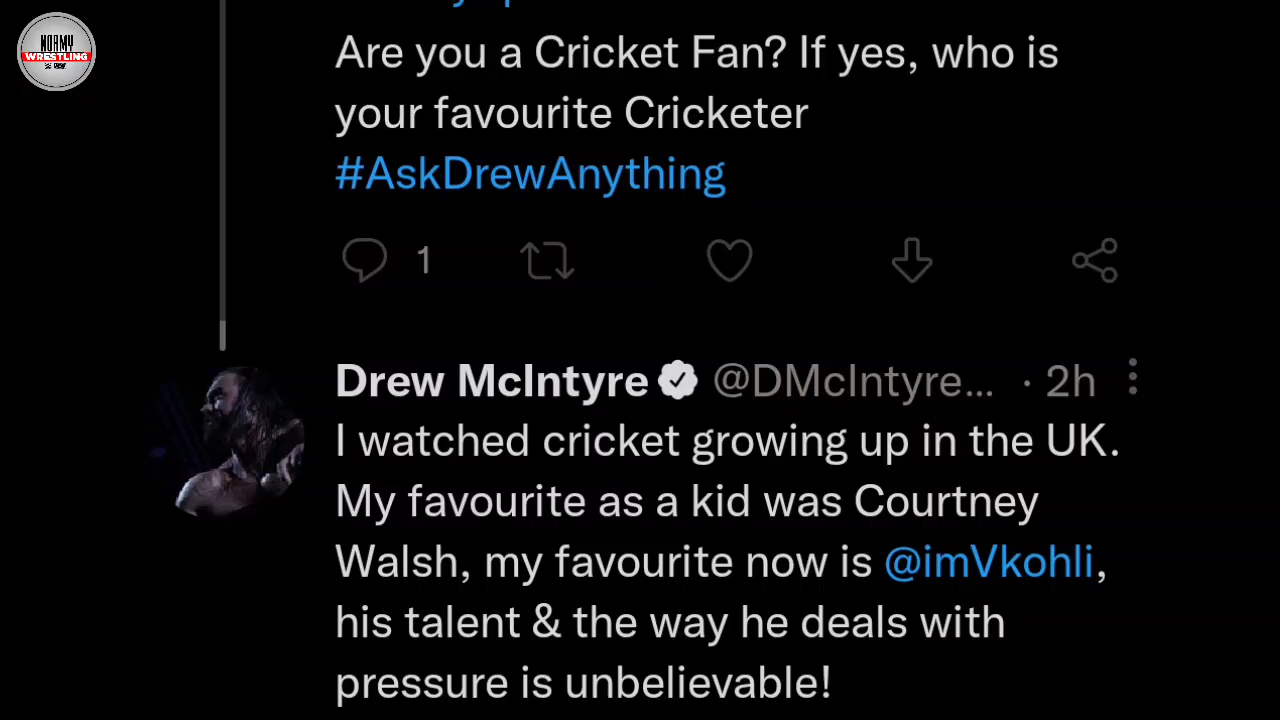 NORMY
WRESTLING
Are you a Cricket Fan? If yes, who is
your favourite Cricketer
#AskDrewAnything
1
Drew McIntyre @DMcIntyre... · 2h
I watched cricket growing up in the UK.
My favourite as a kid was Courtney
Walsh, my favourite now is @imVkohli,
his talent & the way he deals with
pressure is unbelievable!